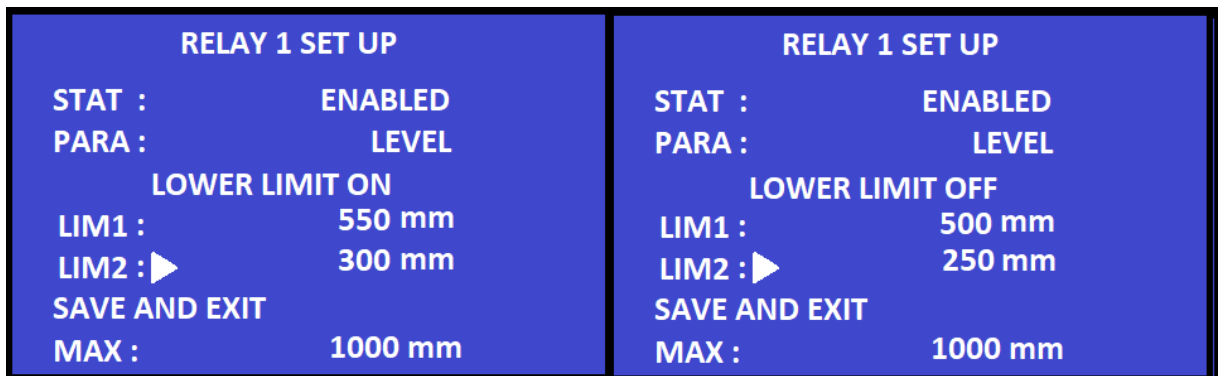 RELAY 1 SET UP
STAT : ENABLED
PARA : LEVEL
LOWER LIMIT ON
LIM1 : 550 mm
LIM2 : 300 mm
SAVE AND EXIT
MAX : 1000 mm
RELAY 1 SET UP
STAT : ENABLED
PARA : LEVEL
LOWER LIMIT OFF
LIM1 : 500 mm
LIM2 : 250 mm
SAVE AND EXIT
MAX : 1000 mm